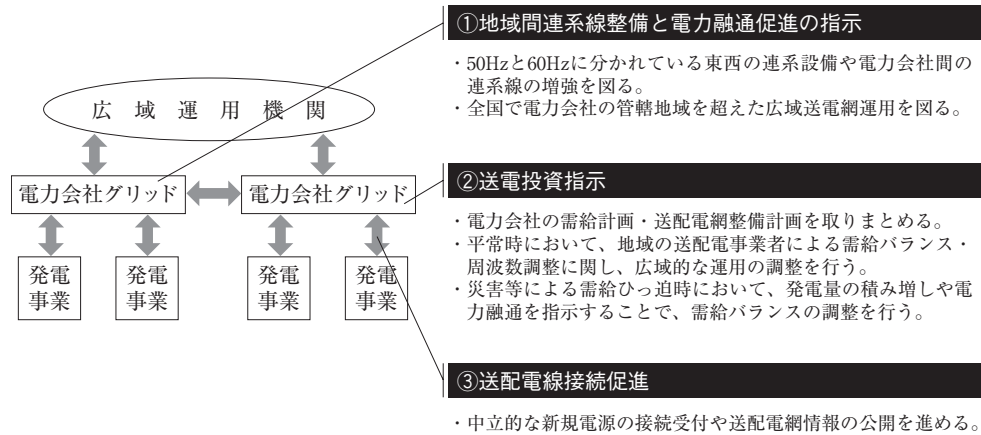 広域運用機関
電力会社グリッド
電力会社グリッド
発電
事業
発電
事業
発電
事業
発電
事業
①地域間連系線整備と電力融通促進の指示
・50Hzと60Hzに分かれている東西の連系設備や電力会社間の
連系線の増強を図る。
・全国で電力会社の管轄地域を超えた広域送電網運用を図る。
②送電投資指示
・電力会社の需給計画・送配電網整備計画を取りまとめる。
・平常時において、地域の送配電事業者による需給バランス・
周波数調整に関し、広域的な運用の調整を行う。
・災害等による需給ひっ迫時において、発電量の積み増しや電
力融通を指示することで、需給バランスの調整を行う。
③送配電線接続促進
・中立的な新規電源の接続受付や送配電網情報の公開を進める。